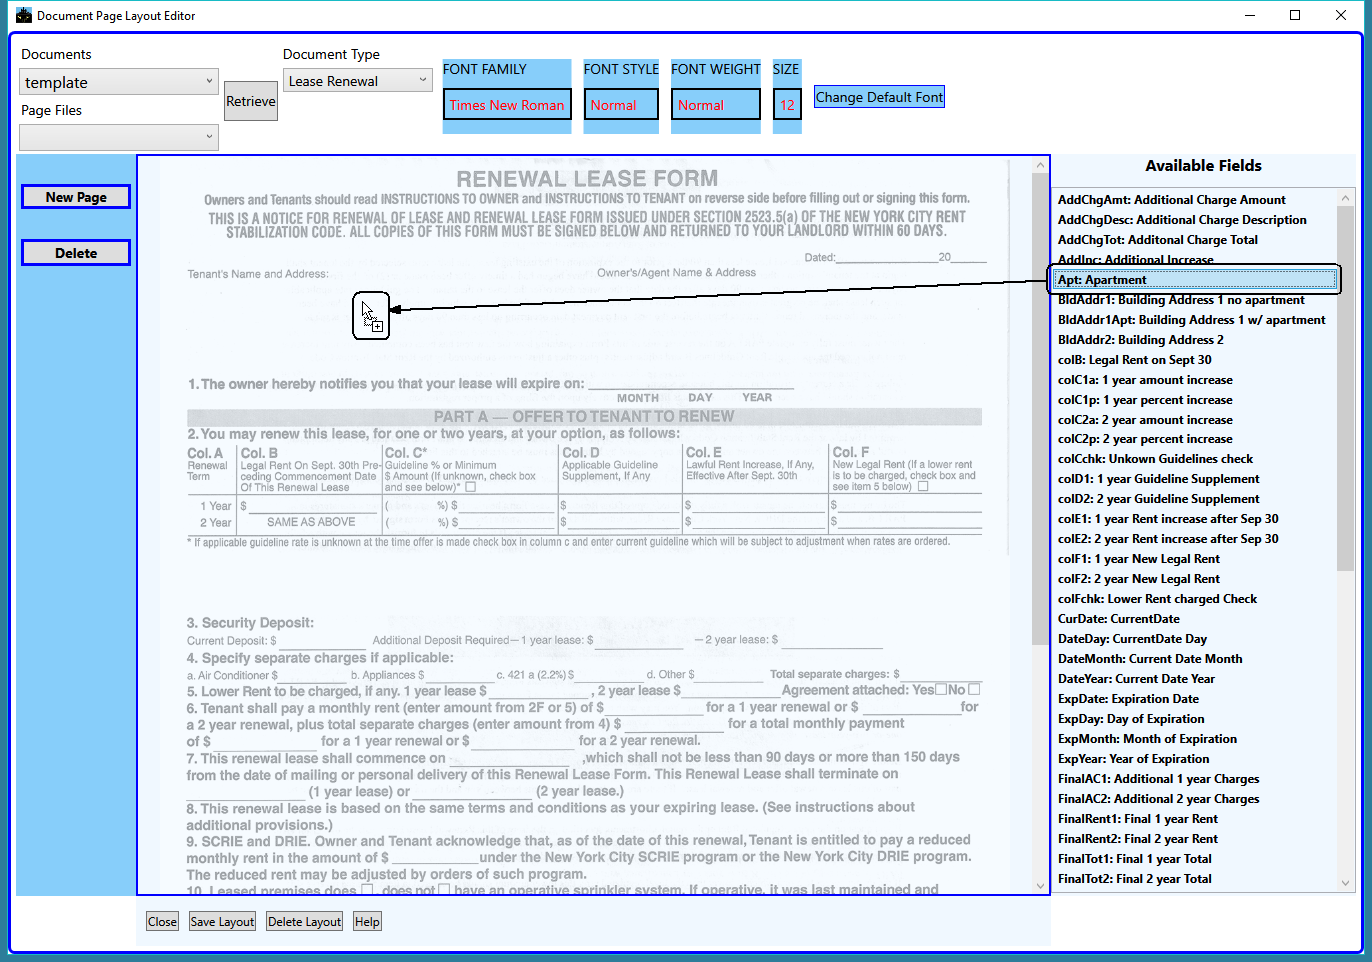 Document Page Layout Editor
Documents
template
Page Files
Retrieve
Document Type
Lease Renewal
FONT FAMILY
Times New Roman
FONT STYLE
Normal
FONT WEIGHT
Normal
SIZE
12
Change Default Font
New Page
Delete
RENEWAL LEASE FORM
Owners and Tenants should read INSTRUCTIONS TO OWNER and INSTRUCTIONS TO TENANT on reverse side before filling out or signing this form.
THIS IS A NOTICE FOR RENEWAL OF LEASE AND RENEWAL LEASE FORM ISSUED UNDER SECTION 2523.5(a) OF THE NEW YORK CITY RENT
STABILIZATION CODE. ALL COPIES OF THIS FORM MUST BE SIGNED BELOW AND RETURNED TO YOUR LANDLORD WITHIN 60 DAYS.
Dated:_________________20______
Tenant's Name and Address:
Owner's/Agent Name & Address
1. The owner hereby notifies you that your lease will expire on: ______________________
MONTH DAY YEAR
PART A — OFFER TO TENANT TO RENEW
2. You may renew this lease, for one or two years, at your option, as follows:
Col. A
Renewal
Term
Col. B
Legal Rent On Sept. 30th Pre-
ceding Commencement Date
Of This Renewal Lease
Col. C*
Guideline % or Minimum
$ Amount (If unknown, check box
and see below)* ☐
Col. D
Applicable Guideline
Supplement, If Any
Col. E
Lawful Rent Increase, If Any,
Effective After Sept. 30th
Col. F
New Legal Rent (If a lower rent
is to be charged, check box and
see item 5 below) ☐
1 Year $ ( %) $ $ $ $
2 Year SAME AS ABOVE ( %) $ $ $ $
* If applicable guideline rate is unknown at the time offer is made check box in column c and enter current guideline which will be subject to adjustment when rates are ordered.
3. Security Deposit:
Current Deposit: $ ____________ Additional Deposit Required — 1 year lease: $ ____________ — 2 year lease: $ ____________
4. Specify separate charges if applicable:
a. Air Conditioner $__________ b. Appliances $__________ c. 421 a (2.2%) $__________ d. Other $__________ Total separate charges: $__________
5. Lower Rent to be charged, if any. 1 year lease $ ____________, 2 year lease $____________ Agreement attached: Yes☐No ☐
6. Tenant shall pay a monthly rent (enter amount from 2F or 5) of $____________ for a 1 year renewal or $ ____________for
a 2 year renewal, plus total separate charges (enter amount from 4) $ ____________ for a total monthly payment
of $ ____________ for a 1 year renewal or $ ____________ for a 2 year renewal.
7. This renewal lease shall commence on ____________ ,which shall not be less than 90 days or more than 150 days
from the date of mailing or personal delivery of this Renewal Lease Form. This Renewal Lease shall terminate on
____________ (1 year lease) or ____________ (2 year lease.)
8. This renewal lease is based on the same terms and conditions as your expiring lease. (See instructions about
additional provisions.)
9. SCRIE and DRIE. Owner and Tenant acknowledge that, as of the date of this renewal, Tenant is entitled to pay a reduced
monthly rent in the amount of $ ____________under the New York City SCRIE program or the New York City DRIE program.
The reduced rent may be adjusted by orders of such program.
10. Leased premises does ☐, does not ☐ have an operative sprinkler system. If operative, it was last maintained and
Available Fields
AddChgAmt: Additional Charge Amount
AddChgDesc: Additional Charge Description
AddChgTot: Additonal Charge Total
AddInc: Additional Increase
Apt: Apartment
BldAddr1: Building Address 1 no apartment
BldAddr1Apt: Building Address 1 w/ apartment
BldAddr2: Building Address 2
colB: Legal Rent on Sept 30
colC1a: 1 year amount increase
colC1p: 1 year percent increase
colC2a: 2 year amount increase
colC2p: 2 year percent increase
colCchk: Unkown Guidelines check
colD1: 1 year Guideline Supplement
colD2: 2 year Guideline Supplement
colE1: 1 year Rent increase after Sep 30
colE2: 2 year Rent increase after Sep 30
colF1: 1 year New Legal Rent
colF2: 2 year New Legal Rent
colFchk: Lower Rent charged Check
CurDate: CurrentDate
DateDay: CurrentDate Day
DateMonth: Current Date Month
DateYear: Current Date Year
ExpDate: Expiration Date
ExpDay: Day of Expiration
ExpMonth: Month of Expiration
ExpYear: Year of Expiration
FinalAC1: Additional 1 year Charges
FinalAC2: Additional 2 year Charges
FinalRent1: Final 1 year Rent
FinalRent2: Final 2 year Rent
FinalTot1: Final 1 year Total
FinalTot2: Final 2 year Total
Close
Save Layout
Delete Layout
Help